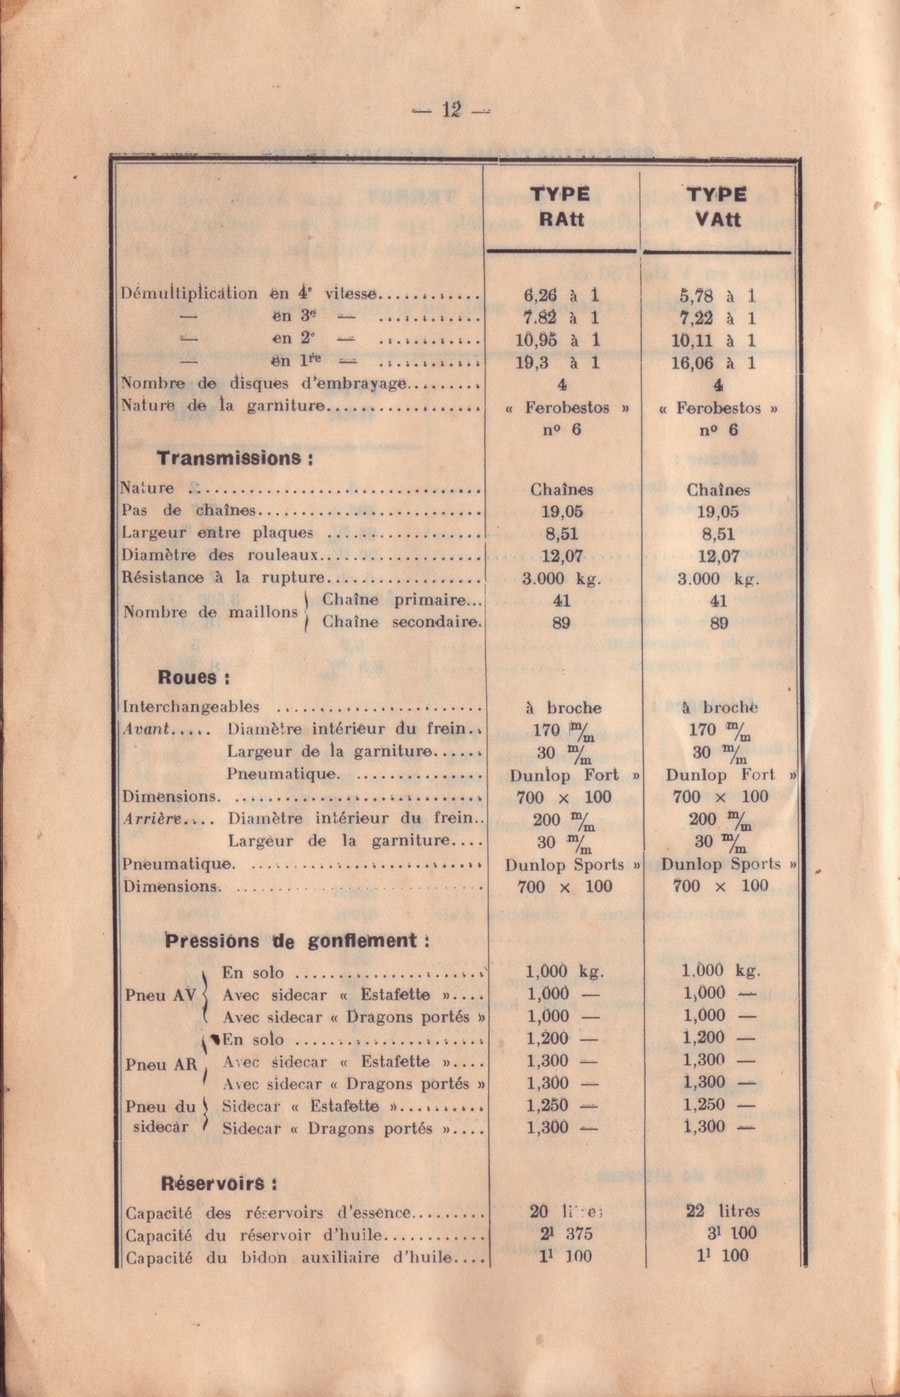 — 12 —
TYPE RAtt TYPE VAtt
Démultiplication en 4e vitesse............ 6,26 à 1 5,78 à 1
— en 3e — ............ 7.82 à 1 7,22 à 1
— en 2e — ............ 10,95 à 1 10,11 à 1
— en 1re — ............ 19,3 à 1 16,06 à 1
Nombre de disques d'embrayage......... 4 4
Nature de la garniture.................. « Ferobestos » « Ferobestos »
nº 6 nº 6
Transmissions :
Nature .................................. Chaînes Chaînes
Pas de chaînes.......................... 19,05 19,05
Largeur entre plaques .................. 8,51 8,51
Diamètre des rouleaux................... 12,07 12,07
Résistance à la rupture.................. 3.000 kg. 3.000 kg.
Nombre de maillons Chaîne primaire... 41 41
Chaîne secondaire. 89 89
Roues :
Interchangeables ........................ à broche à broche
Avant..... Diamètre intérieur du frein.. 170 m/m 170 m/m
Largeur de la garniture...... 30 m/m 30 m/m
Pneumatique. ............... Dunlop Fort » Dunlop Fort »
Dimensions. ............................. 700 x 100 700 x 100
Arrière.... Diamètre intérieur du frein.. 200 m/m 200 m/m
Largeur de la garniture.... 30 m/m 30 m/m
Pneumatique. ........................... Dunlop Sports » Dunlop Sports »
Dimensions. ............................. 700 x 100 700 x 100
Pressions de gonflement :
Pneu AV En solo ...................... 1,000 kg. 1.000 kg.
Avec sidecar « Estafette ».... 1,000 — 1,000 —
Avec sidecar « Dragons portés » 1,000 — 1,000 —
Pneu AR En solo ...................... 1,200 — 1,200 —
Avec sidecar « Estafette ».... 1,300 — 1,300 —
Avec sidecar « Dragons portés » 1,300 — 1,300 —
Pneu du sidecar Sidecar « Estafette ».......... 1,250 — 1,250 —
Sidecar « Dragons portés ».... 1,300 — 1,300 —
Réservoirs :
Capacité des réservoirs d'essence......... 20 litres 22 litres
Capacité du réservoir d'huile............ 2l 375 3l 100
Capacité du bidon auxiliaire d'huile.... 1l 100 1l 100